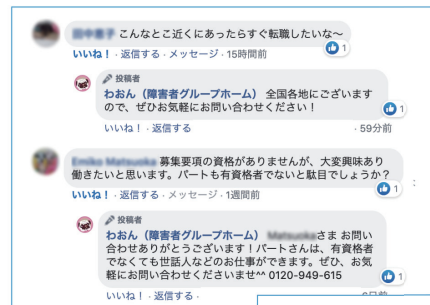 こんなとこ近くにあったらすぐ転職したいな〜
1
いいね！・返信する・メッセージ・15時間前
投稿者
わおん（障害者グループホーム） 全国各地にございます
ので、ぜひお気軽にお問い合わせください！
1
いいね！・返信する ・59分前
Emiko Matsuoka 募集要項の資格がありませんが、大変興味あり
働きたいと思います。パートも有資格者でないと駄目でしょうか？
1
いいね！・返信する・メッセージ・1週間前
投稿者
わおん（障害者グループホーム） さま お問い
合わせありがとうございます！パートさんは、有資格者
でなくても世話人などのお仕事ができます。ぜひ、お気
軽にお問い合わせくださいませ^^ 0120-949-615
1
いいね！・返信する・